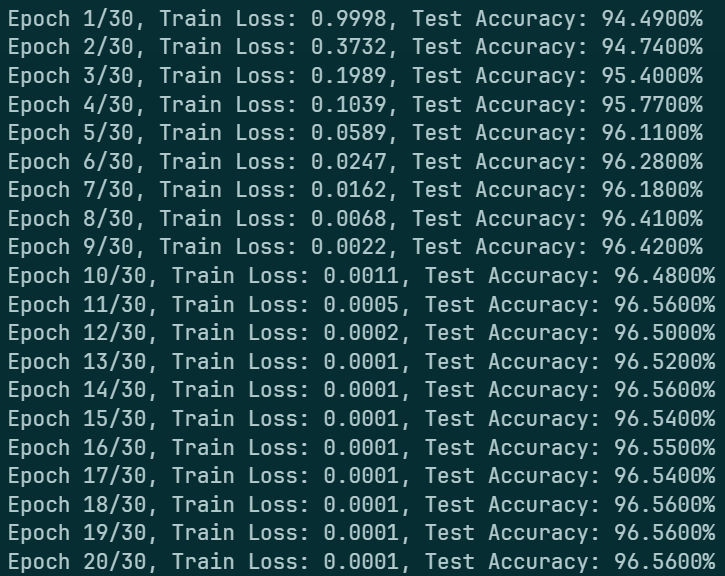 Epoch 1/30, Train Loss: 0.9998, Test Accuracy: 94.4900%
Epoch 2/30, Train Loss: 0.3732, Test Accuracy: 94.7400%
Epoch 3/30, Train Loss: 0.1989, Test Accuracy: 95.4000%
Epoch 4/30, Train Loss: 0.1039, Test Accuracy: 95.7700%
Epoch 5/30, Train Loss: 0.0589, Test Accuracy: 96.1100%
Epoch 6/30, Train Loss: 0.0247, Test Accuracy: 96.2800%
Epoch 7/30, Train Loss: 0.0162, Test Accuracy: 96.1800%
Epoch 8/30, Train Loss: 0.0068, Test Accuracy: 96.4100%
Epoch 9/30, Train Loss: 0.0022, Test Accuracy: 96.4200%
Epoch 10/30, Train Loss: 0.0011, Test Accuracy: 96.4800%
Epoch 11/30, Train Loss: 0.0005, Test Accuracy: 96.5600%
Epoch 12/30, Train Loss: 0.0002, Test Accuracy: 96.5000%
Epoch 13/30, Train Loss: 0.0001, Test Accuracy: 96.5200%
Epoch 14/30, Train Loss: 0.0001, Test Accuracy: 96.5600%
Epoch 15/30, Train Loss: 0.0001, Test Accuracy: 96.5400%
Epoch 16/30, Train Loss: 0.0001, Test Accuracy: 96.5500%
Epoch 17/30, Train Loss: 0.0001, Test Accuracy: 96.5400%
Epoch 18/30, Train Loss: 0.0001, Test Accuracy: 96.5600%
Epoch 19/30, Train Loss: 0.0001, Test Accuracy: 96.5600%
Epoch 20/30, Train Loss: 0.0001, Test Accuracy: 96.5600%